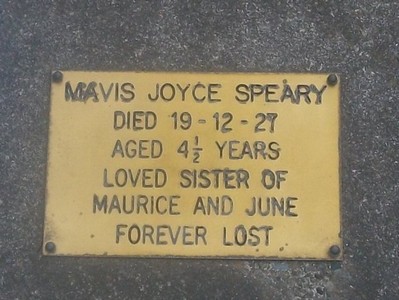 MAVIS JOYCE SPEARY
DIED 19-12-27
AGED 4½ YEARS
LOVED SISTER OF
MAURICE AND JUNE
FOREVER LOST